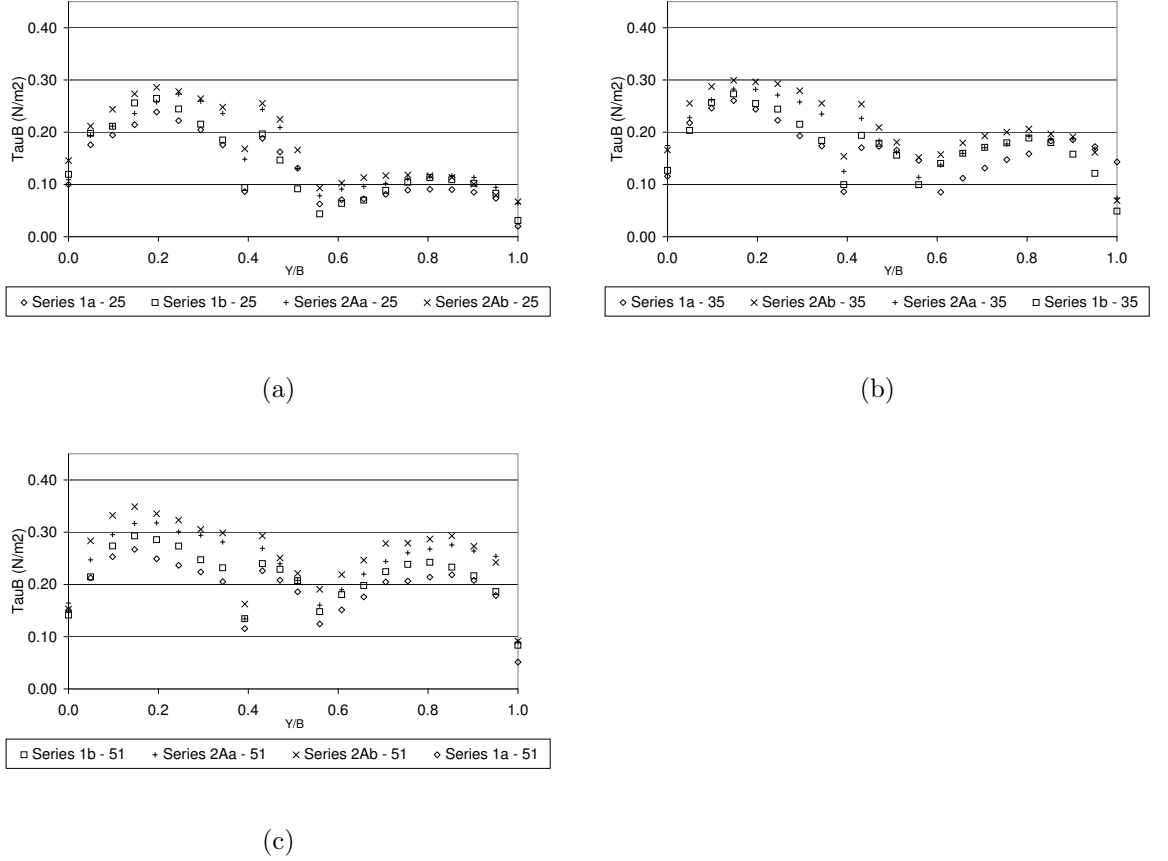 0.40
0.30
0.20
0.10
0.00
TauB (N/m2)
0.0 0.2 0.4 0.6 0.8 1.0
Y/B
Series 1a - 25 Series 1b - 25 Series 2Aa - 25 Series 2Ab - 25
(a)
0.40
0.30
0.20
0.10
0.00
TauB (N/m2)
0.0 0.2 0.4 0.6 0.8 1.0
Y/B
Series 1a - 35 Series 2Ab - 35 Series 2Aa - 35 Series 1b - 35
(b)
0.40
0.30
0.20
0.10
0.00
TauB (N/m2)
0.0 0.2 0.4 0.6 0.8 1.0
Y/B
Series 1b - 51 Series 2Aa - 51 Series 2Ab - 51 Series 1a - 51
(c)